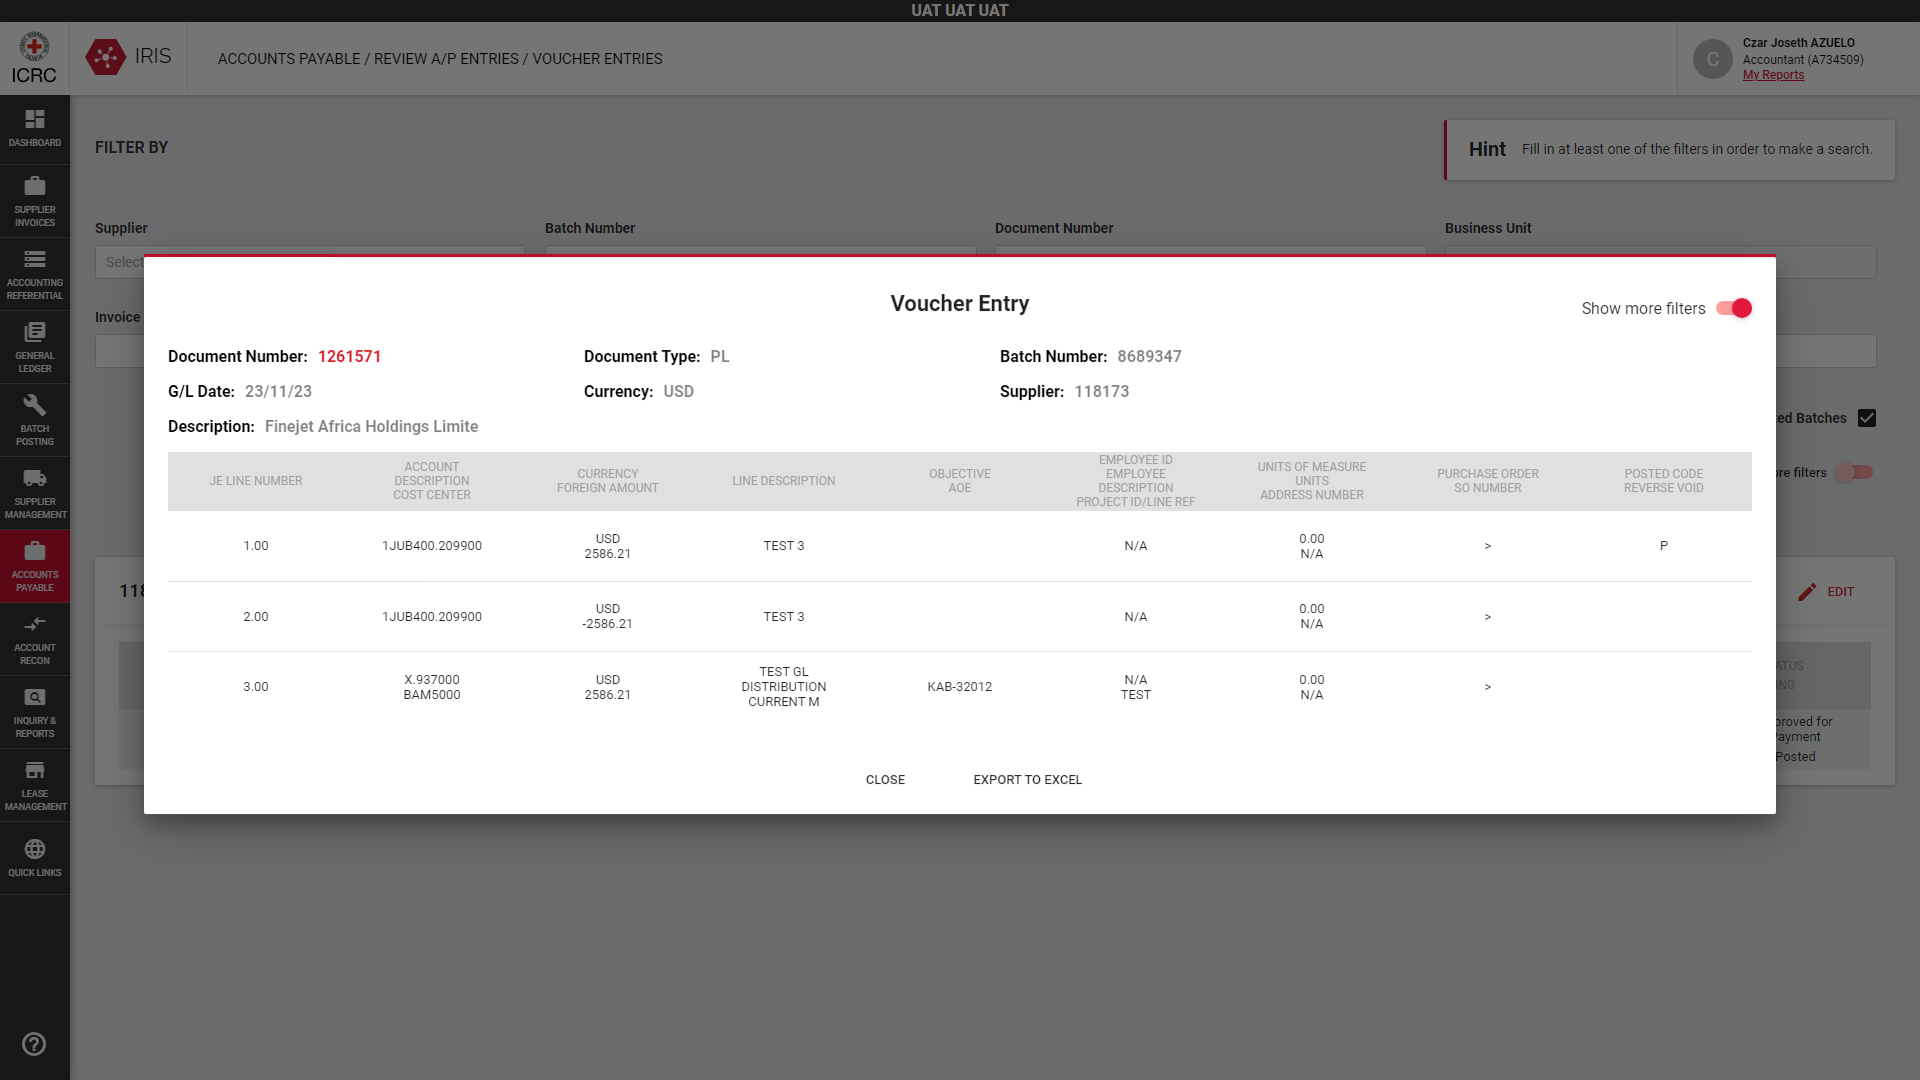 UAT UAT UAT
ICRC
IRIS
ACCOUNTS PAYABLE / REVIEW A/P ENTRIES / VOUCHER ENTRIES
C
Czar Joseth AZUELO
Accountant (A734509)
My Reports
DASHBOARD
SUPPLIER
INVOICES
ACCOUNTING
REFERENTIAL
GENERAL
LEDGER
BATCH
POSTING
SUPPLIER
MANAGEMENT
ACCOUNTS
PAYABLE
ACCOUNT
RECON
INQUIRY &
REPORTS
LEASE
MANAGEMENT
QUICK LINKS
FILTER BY
Hint Fill in at least one of the filters in order to make a search.
Supplier
Batch Number
Document Number
Business Unit
Select
Invoice
ed Batches
re filters
118
EDIT
ATUS
NG
proved for
Payment
Posted
Voucher Entry
Show more filters
Document Number: 1261571
Document Type: PL
Batch Number: 8689347
G/L Date: 23/11/23
Currency: USD
Supplier: 118173
Description: Finejet Africa Holdings Limite
JE LINE NUMBER
ACCOUNT
DESCRIPTION
COST CENTER
CURRENCY
FOREIGN AMOUNT
LINE DESCRIPTION
OBJECTIVE
AOE
EMPLOYEE ID
EMPLOYEE
DESCRIPTION
PROJECT ID/LINE REF
UNITS OF MEASURE
UNITS
ADDRESS NUMBER
PURCHASE ORDER
SO NUMBER
POSTED CODE
REVERSE VOID
1.00
1JUB400.209900
USD
2586.21
TEST 3
N/A
0.00
N/A
>
P
2.00
1JUB400.209900
USD
-2586.21
TEST 3
N/A
0.00
N/A
>
3.00
X.937000
BAM5000
USD
2586.21
TEST GL
DISTRIBUTION
CURRENT M
KAB-32012
N/A
TEST
0.00
N/A
>
CLOSE
EXPORT TO EXCEL